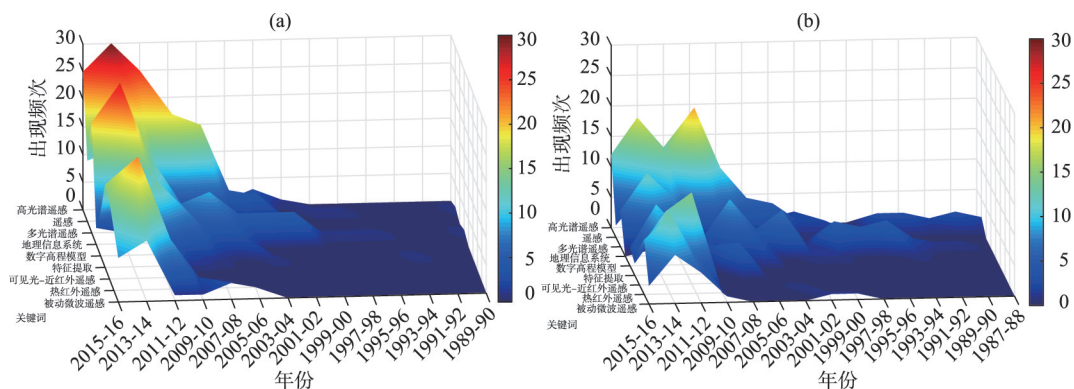 (a)
30
25
20
15
10
5
0
出现频次
高光谱遥感
遥感
多光谱遥感
地理信息系统
数字高程模型
特征提取
可见光-近红外遥感
热红外遥感
被动微波遥感
关键词
2015-16
2013-14
2011-12
2009-10
2007-08
2005-06
2003-04
2001-02
1999-00
1997-98
1995-96
1993-94
1991-92
1989-90
年份
30
25
20
15
10
5
0
(b)
30
25
20
15
10
5
0
出现频次
高光谱遥感
遥感
多光谱遥感
地理信息系统
数字高程模型
特征提取
可见光-近红外遥感
热红外遥感
被动微波遥感
关键词
2015-16
2013-14
2011-12
2009-10
2007-08
2005-06
2003-04
2001-02
1999-00
1997-98
1995-96
1993-94
1991-92
1989-90
1987-88
年份
30
25
20
15
10
5
0